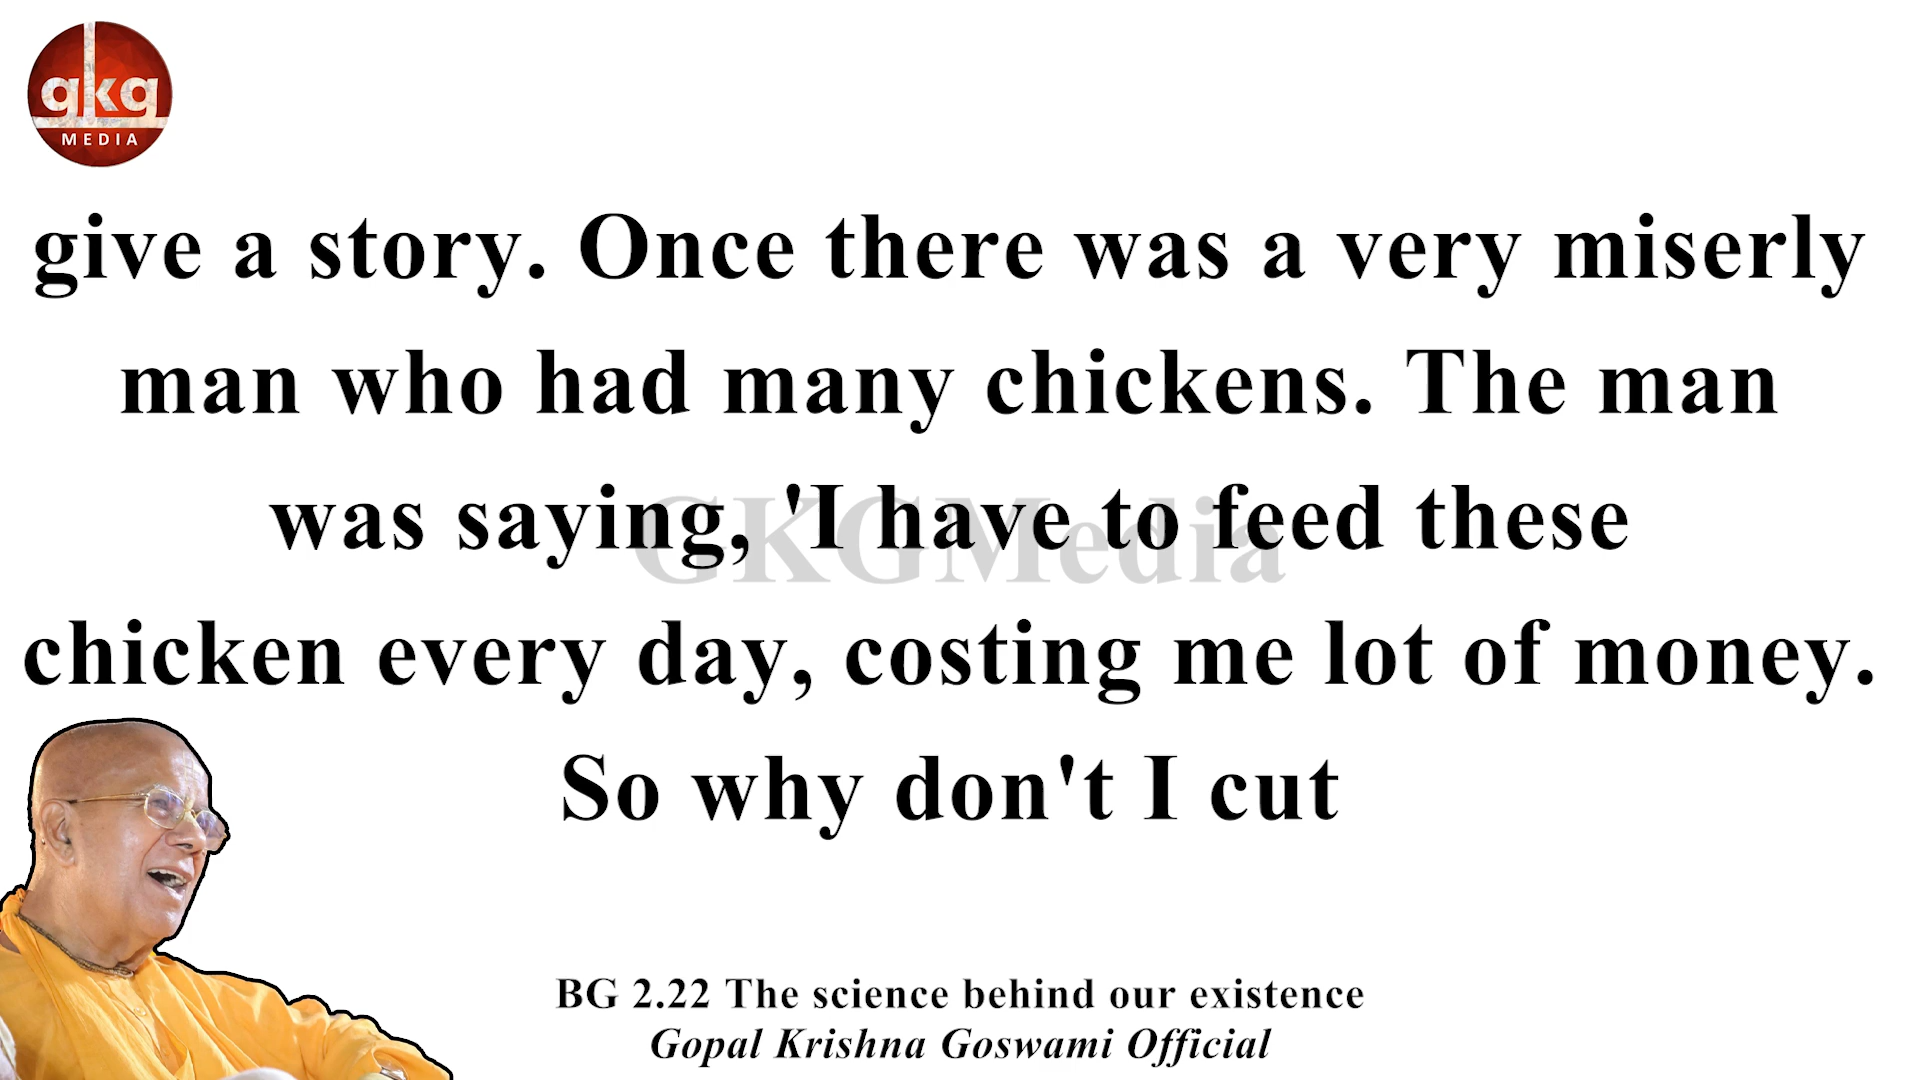 gkg
MEDIA
give a story. Once there was a very miserly
man who had many chickens. The man
was saying, 'I have to feed these
GKGMedia
chicken every day, costing me lot of money.
So why don't I cut
BG 2.22 The science behind our existence
Gopal Krishna Goswami Official